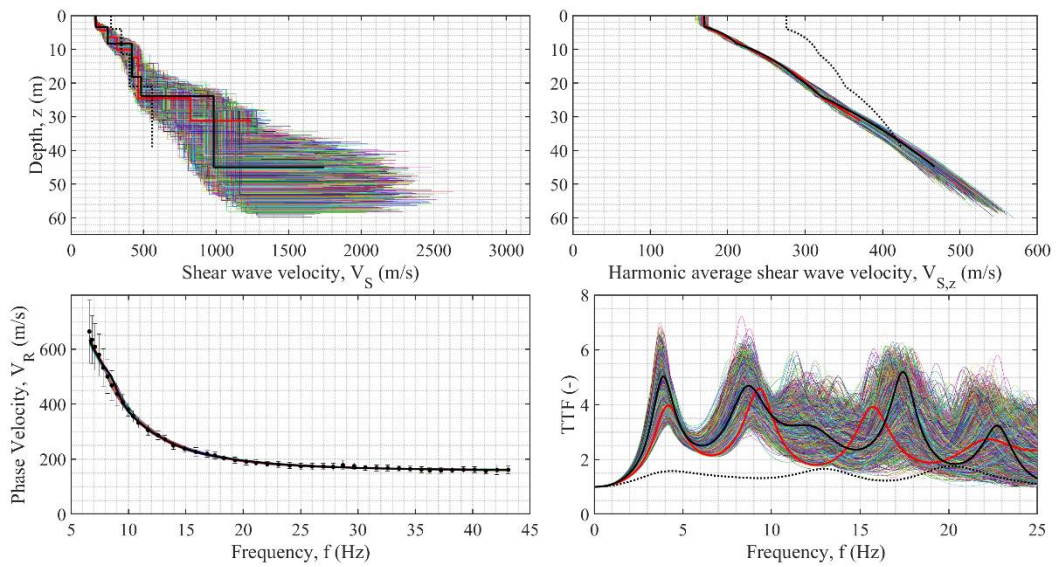 0
10
20
30
40
50
60
Depth, z (m)
0 500 1000 1500 2000 2500 3000
Shear wave velocity, V_S (m/s)
0
10
20
30
40
50
60
0 100 200 300 400 500 600
Harmonic average shear wave velocity, V_S,z (m/s)
600
400
200
0
Phase Velocity, V_R (m/s)
5 10 15 20 25 30 35 40 45
Frequency, f (Hz)
8
6
4
2
0
TTF (-)
0 5 10 15 20 25
Frequency, f (Hz)